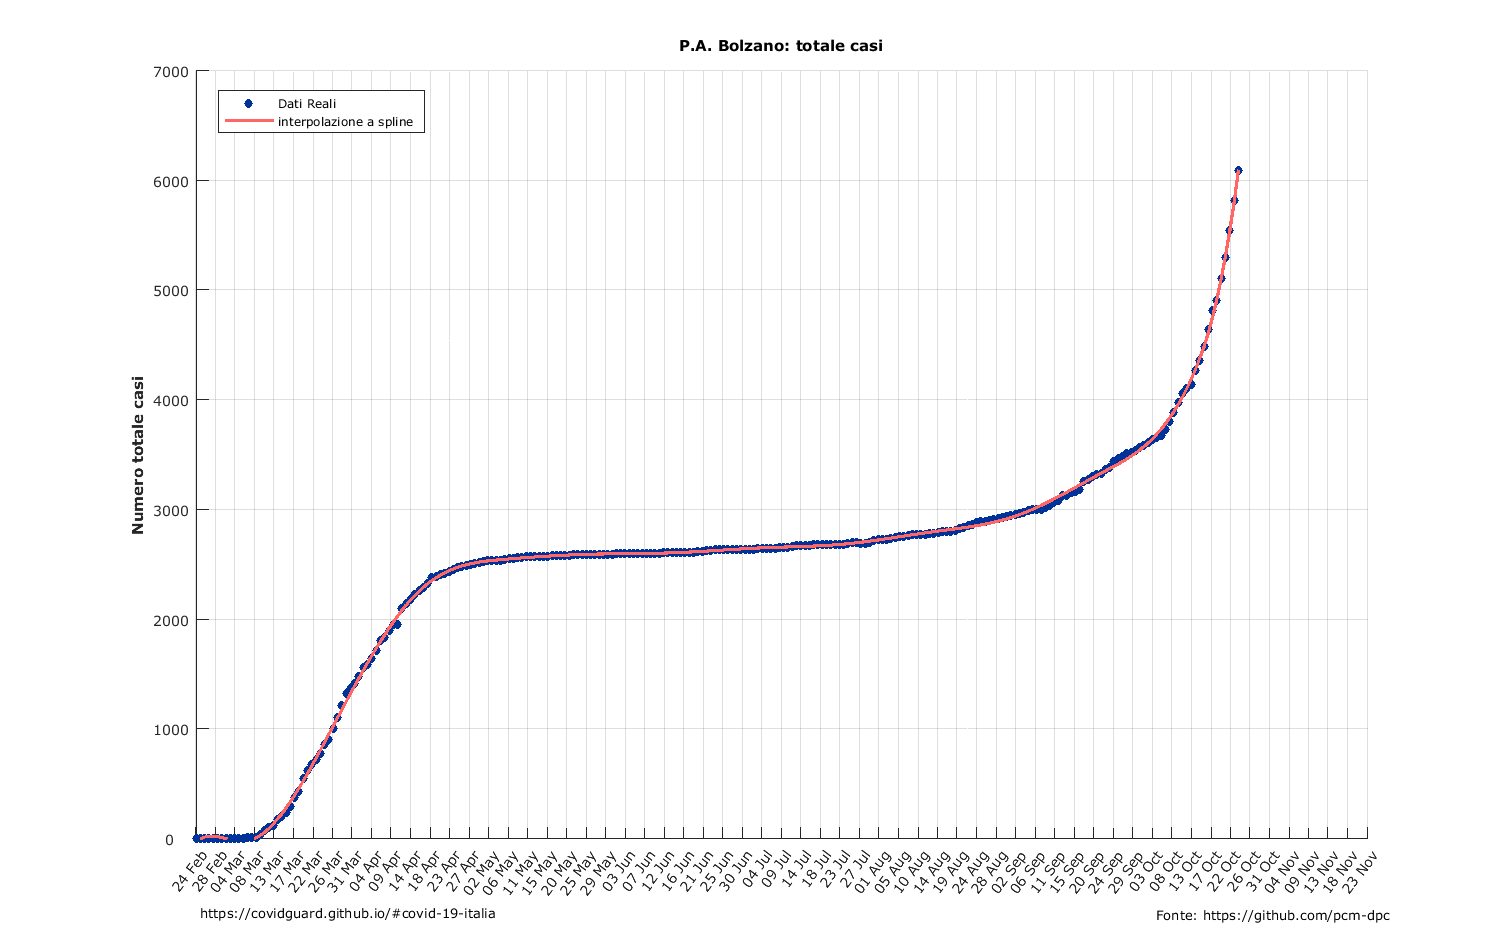 P.A. Bolzano: totale casi
7000
6000
5000
4000
3000
2000
1000
0
Numero totale casi
Dati Reali
interpolazione a spline
24 Feb
28 Feb
04 Mar
08 Mar
13 Mar
17 Mar
22 Mar
26 Mar
31 Mar
04 Apr
09 Apr
14 Apr
18 Apr
23 Apr
27 Apr
02 May
06 May
11 May
15 May
20 May
25 May
29 May
03 Jun
07 Jun
12 Jun
16 Jun
21 Jun
25 Jun
30 Jun
04 Jul
09 Jul
14 Jul
18 Jul
23 Jul
27 Jul
01 Aug
05 Aug
10 Aug
14 Aug
19 Aug
24 Aug
28 Aug
02 Sep
06 Sep
11 Sep
15 Sep
20 Sep
24 Sep
29 Sep
03 Oct
08 Oct
13 Oct
17 Oct
22 Oct
26 Oct
31 Oct
04 Nov
09 Nov
13 Nov
18 Nov
23 Nov
https://covidguard.github.io/#covid-19-italia
Fonte: https://github.com/pcm-dpc